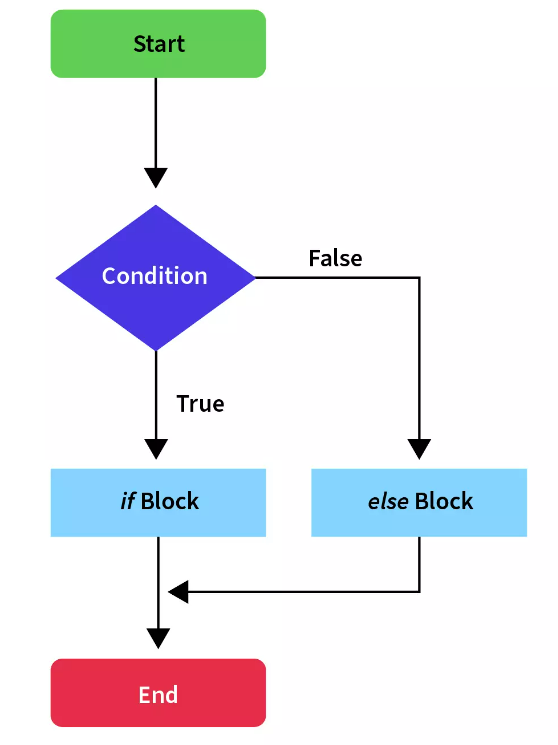 Start
Condition
False
True
if Block
else Block
End